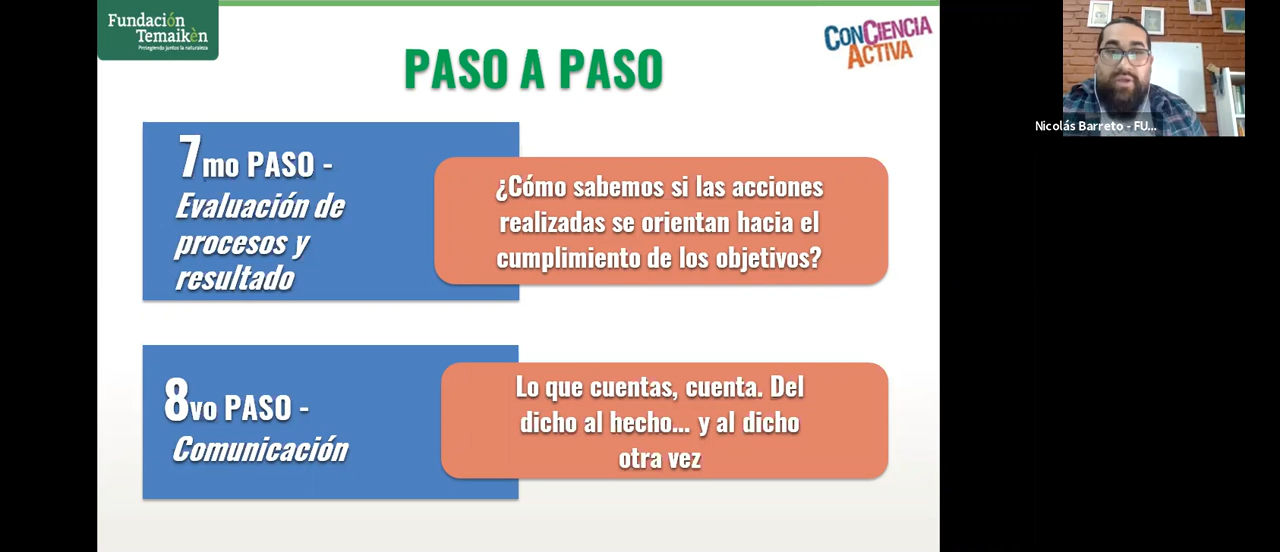 Fundación
Temaikèn
Protegiendo juntos la naturaleza
CONCIENCIA
ACTIVA
PASO A PASO
7mo PASO -
Evaluación de
procesos y
resultado
¿Cómo sabemos si las acciones
realizadas se orientan hacia el
cumplimiento de los objetivos?
8vo PASO -
Comunicación
Lo que cuentas, cuenta. Del
dicho al hecho... y al dicho
otra vez
Nicolás Barreto - FU...